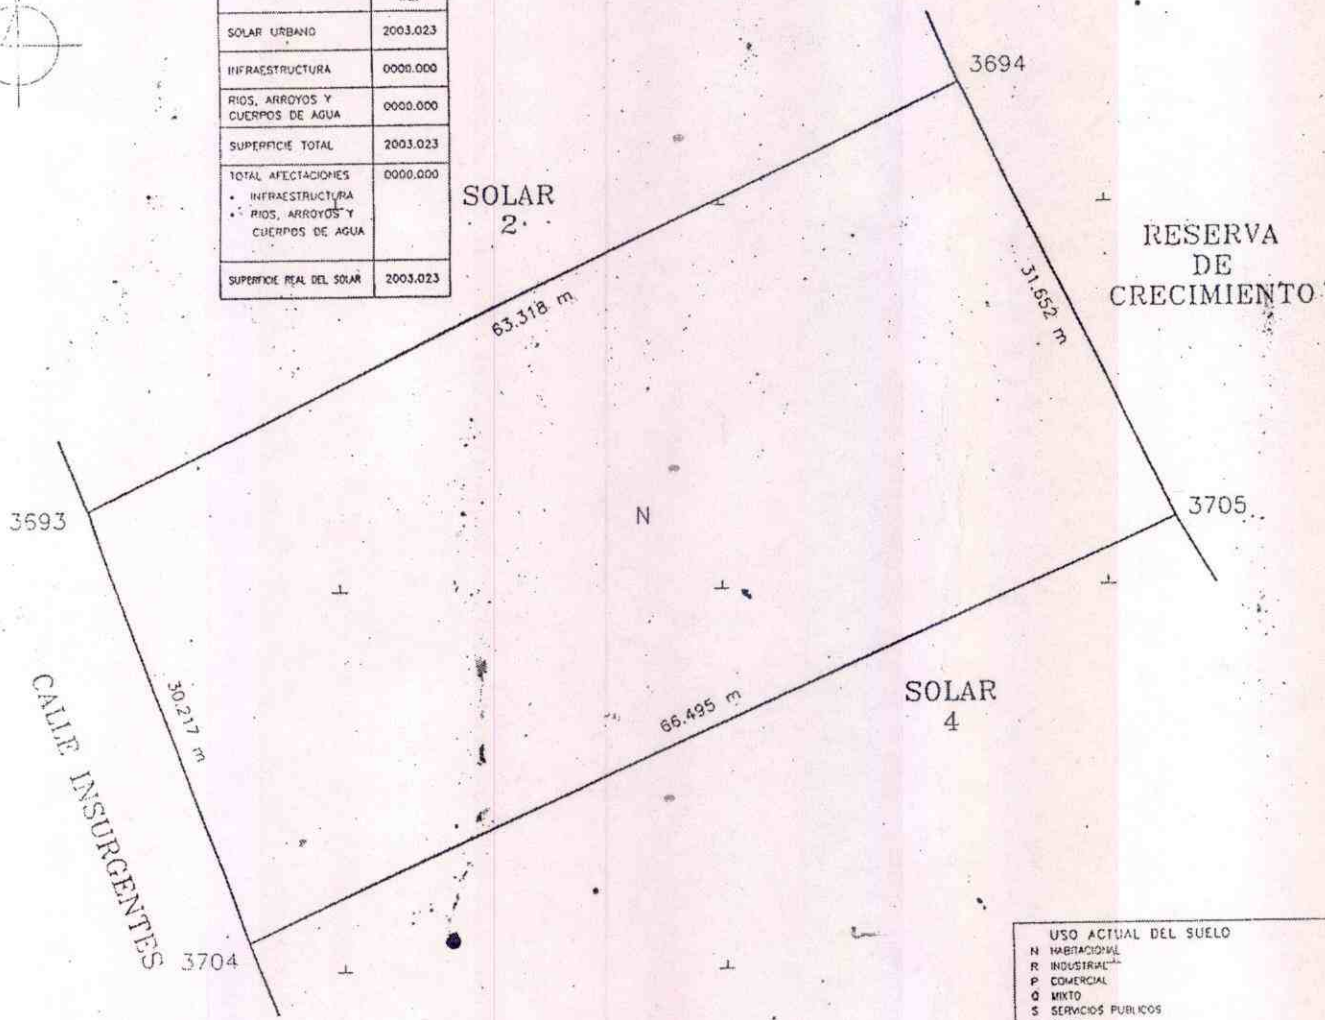 SOLAR URBANO 2003.023
INFRAESTRUCTURA 0000.000
RIOS, ARROYOS Y
CUERPOS DE AGUA 0000.000
SUPERFICIE TOTAL 2003.023
TOTAL AFECTACIONES 0000.000
• INFRAESTRUCTURA
• RIOS, ARROYOS Y
CUERPOS DE AGUA
SUPERFICIE REAL DEL SOLAR 2003.023
3694
SOLAR
2
RESERVA
DE
CRECIMIENTO
63.318 m
31.652 m
3693
N
3705
CALLE INSURGENTES
30.217 m
66.495 m
SOLAR
4
3704
USO ACTUAL DEL SUELO
N HABITACIONAL
R INDUSTRIAL
P COMERCIAL
Q MIXTO
S SERVICIOS PUBLICOS